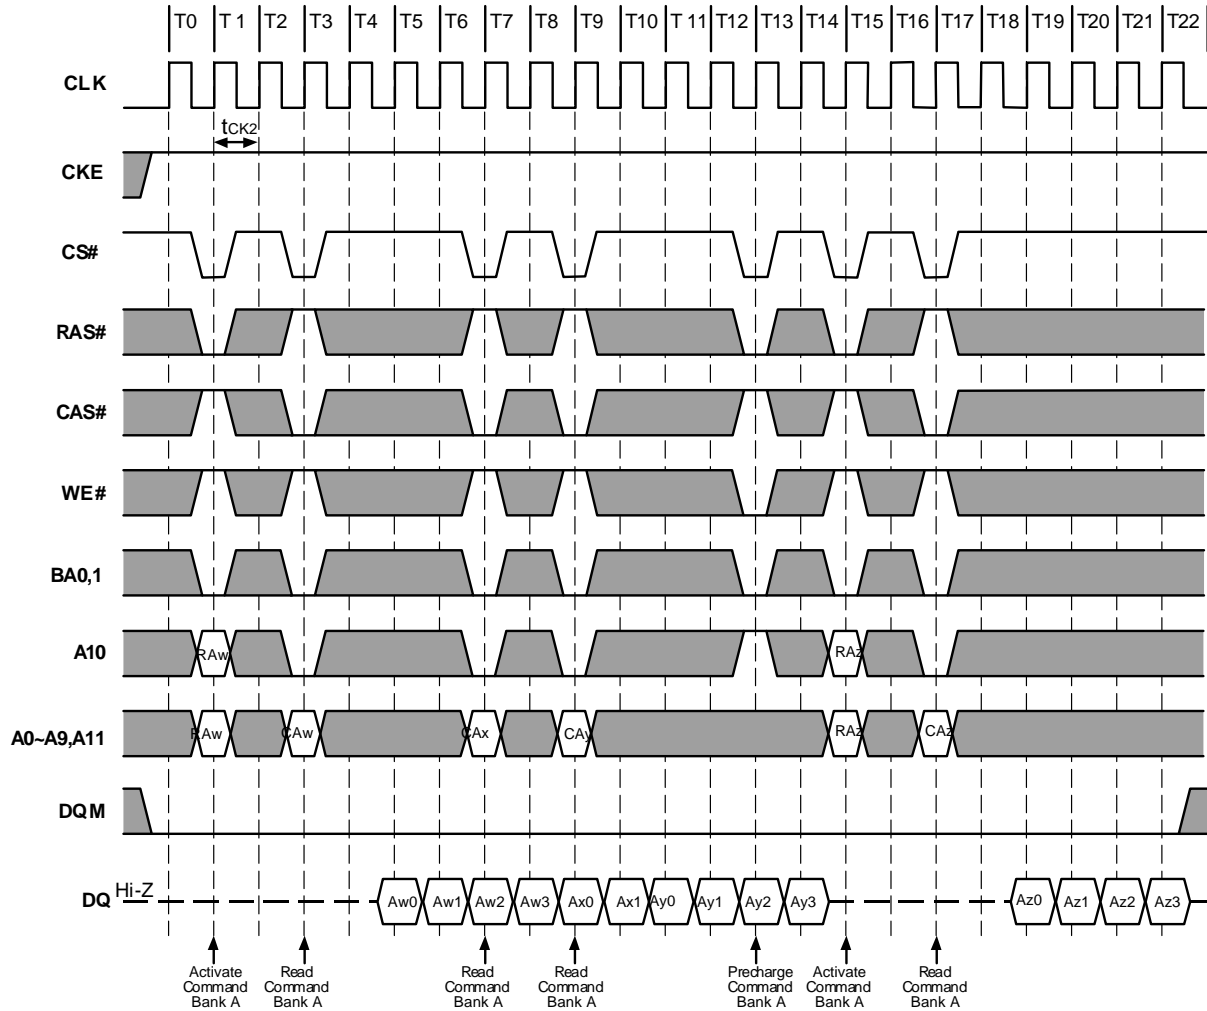 T0 T 1 T2 T3 T4 T5 T6 T7 T8 T9 T10 T 11 T12 T13 T14 T15 T16 T17 T18 T19 T20 T21 T22
CLK
tCK2
CKE
CS#
RAS#
CAS#
WE#
BA0,1
A10
RAw RAz
A0~A9,A11
RAw CAw CAx CAy RAz CAz
DQM
DQ Hi-Z
Aw0 Aw1 Aw2 Aw3 Ax0 Ax1 Ay0 Ay1 Ay2 Ay3 Az0 Az1 Az2 Az3
Activate
Command
Bank A
Read
Command
Bank A
Read
Command
Bank A
Read
Command
Bank A
Precharge
Command
Bank A
Activate
Command
Bank A
Read
Command
Bank A